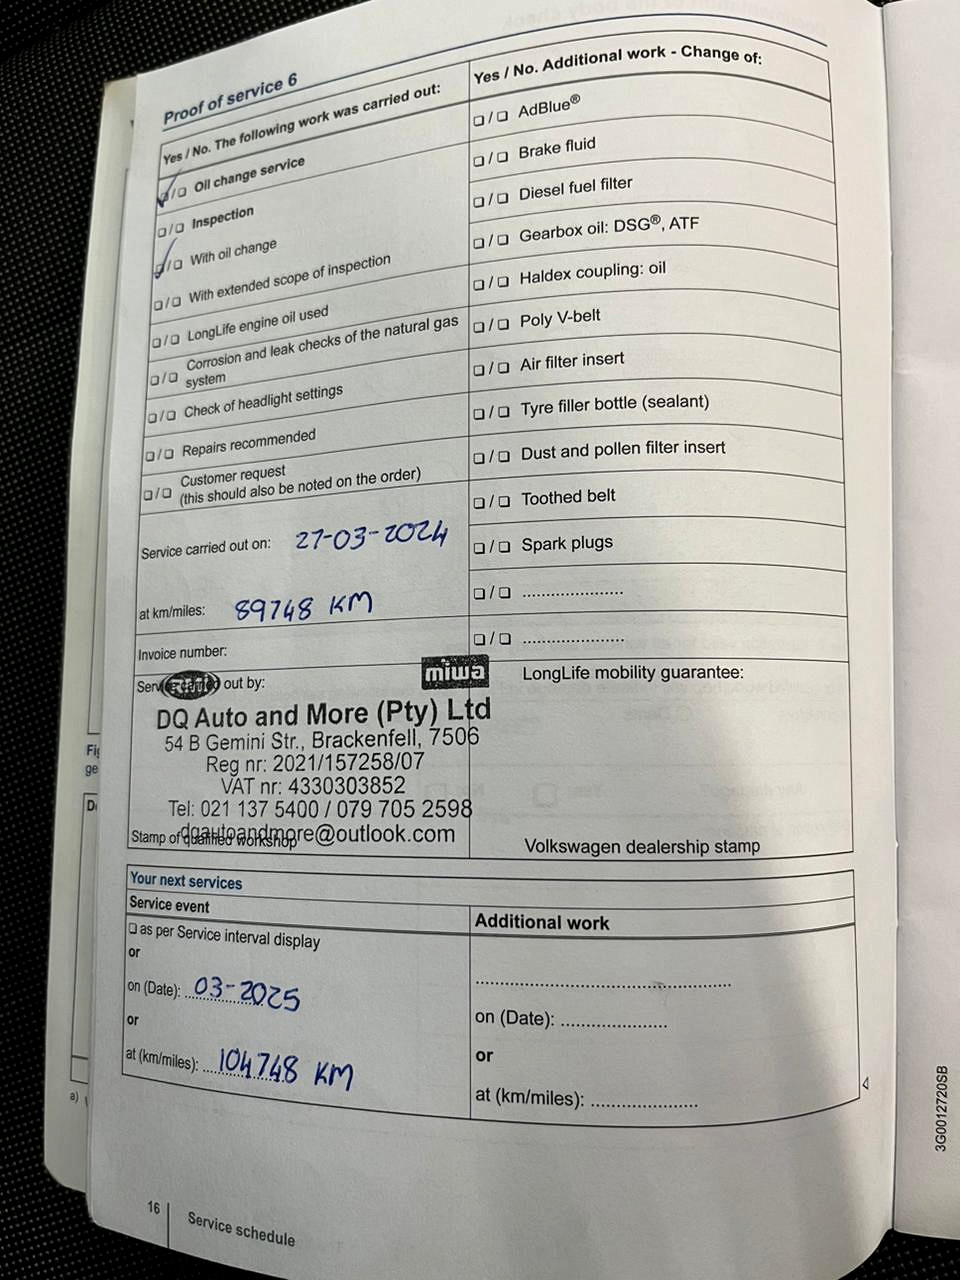 Proof of service 6
Yes / No. The following work was carried out:
☑/❑ Oil change service
❑/❑ Inspection
☑/❑ With oil change
❑/❑ With extended scope of inspection
❑/❑ LongLife engine oil used
❑/❑ Corrosion and leak checks of the natural gas
system
❑/❑ Check of headlight settings
❑/❑ Repairs recommended
❑/❑ Customer request
(this should also be noted on the order)
Service carried out on: 27-03-2024
at km/miles: 89748 KM
Invoice number:
Yes / No. Additional work - Change of:
❑/❑ AdBlue®
❑/❑ Brake fluid
❑/❑ Diesel fuel filter
❑/❑ Gearbox oil: DSG®, ATF
❑/❑ Haldex coupling: oil
❑/❑ Poly V-belt
❑/❑ Air filter insert
❑/❑ Tyre filler bottle (sealant)
❑/❑ Dust and pollen filter insert
❑/❑ Toothed belt
❑/❑ Spark plugs
❑/❑ ......................
❑/❑ ......................
Service carried out by:
miwa
DQ Auto and More (Pty) Ltd
54 B Gemini Str., Brackenfell, 7506
Reg nr: 2021/157258/07
VAT nr: 4330303852
Tel: 021 137 5400 / 079 705 2598
dqautoandmore@outlook.com
Stamp of qualified workshop
LongLife mobility guarantee:
Volkswagen dealership stamp
Your next services
Service event
❑ as per Service interval display
or
on (Date): 03-2025
or
at (km/miles): 104748 KM
Additional work
......................
on (Date): ......................
or
at (km/miles): ......................
16
Service schedule
3G0012720SB
Fig
ge
a)